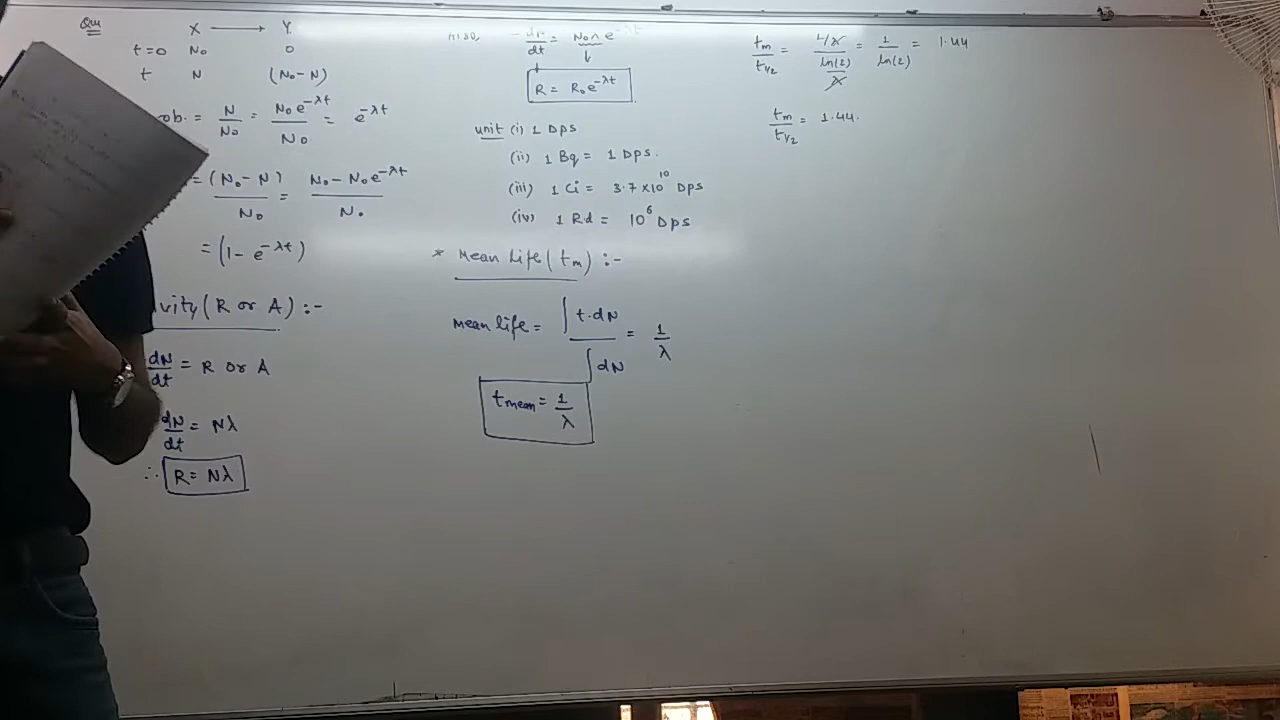 Que X ⟶ Y
t=0 N₀ 0
t N (N₀-N)
ob. = N/N₀ = N₀e^-λt/N₀ = e^-λt
= (N₀-N)/N₀ = N₀-N₀e^-λt/N₀
= (1-e^-λt)
vity (R or A) :-
dN/dt = R or A
dN/dt = Nλ
∴ R = Nλ
Also, dt = N₀λ e
R = R₀e^-λt
unit (i) 1 Dps
(ii) 1 Bq = 1 Dps.
(iii) 1 Ci = 3.7×10^10 Dps
(iv) 1 Rd = 10^6 Dps
* Mean Life (tm) :-
Mean life = ∫t.dN/∫dN = 1/λ
tmean = 1/λ
tm/t½ = 1/λ/ln(2)/λ = 1/ln(2) = 1.44
tm/t½ = 1.44.